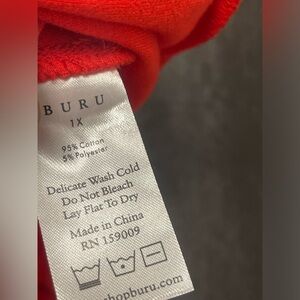 BURU
1X
95% Cotton
5% Polyester
Delicate Wash Cold
Do Not Bleach
Lay Flat To Dry
Made in China
RN 159009
shopburu.com